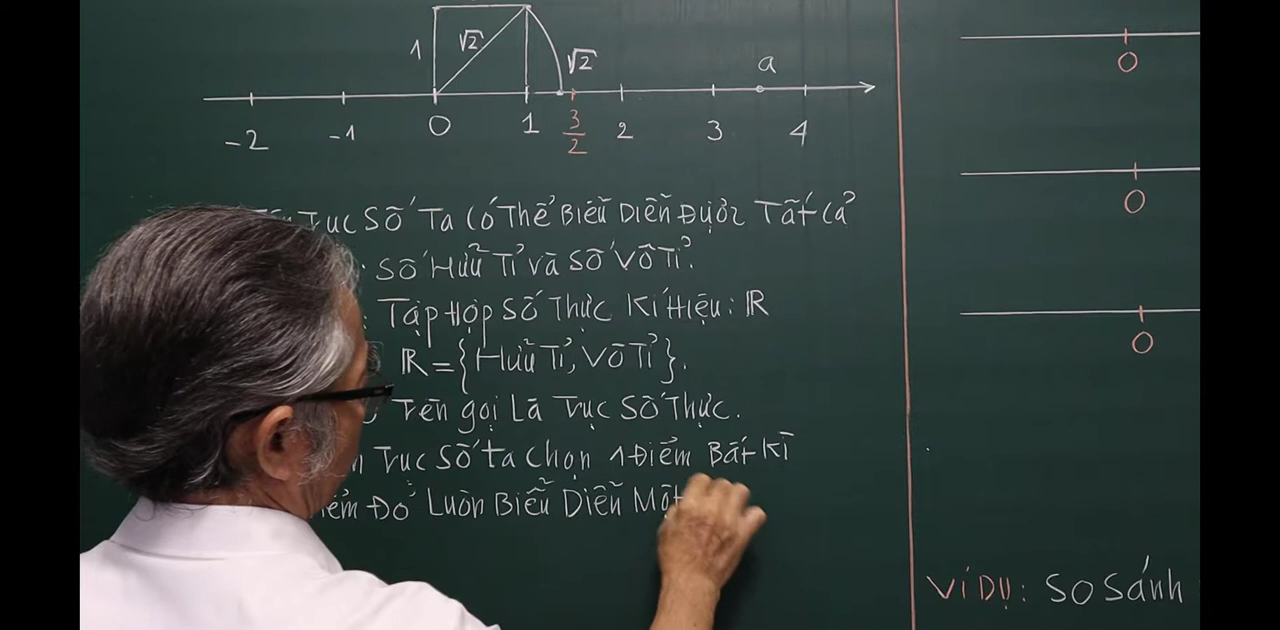 1
√2
√2
a
-2 -1 0 1 3/2 2 3 4
Trục Số Ta Có Thể Biểu Diễn Được Tất Cả
Số Hữu Tỉ Và Số Vô Tỉ.
Tập Hợp Số Thực Kí Hiệu: ℝ
ℝ = {Hữu Tỉ, Vô Tỉ}.
Trên gọi Là Trục Số Thực.
Trục Số ta Chọn 1 Điểm Bất Kì
Đó Luôn Biểu Diễn Một
0
0
0
Ví Dụ: So Sánh